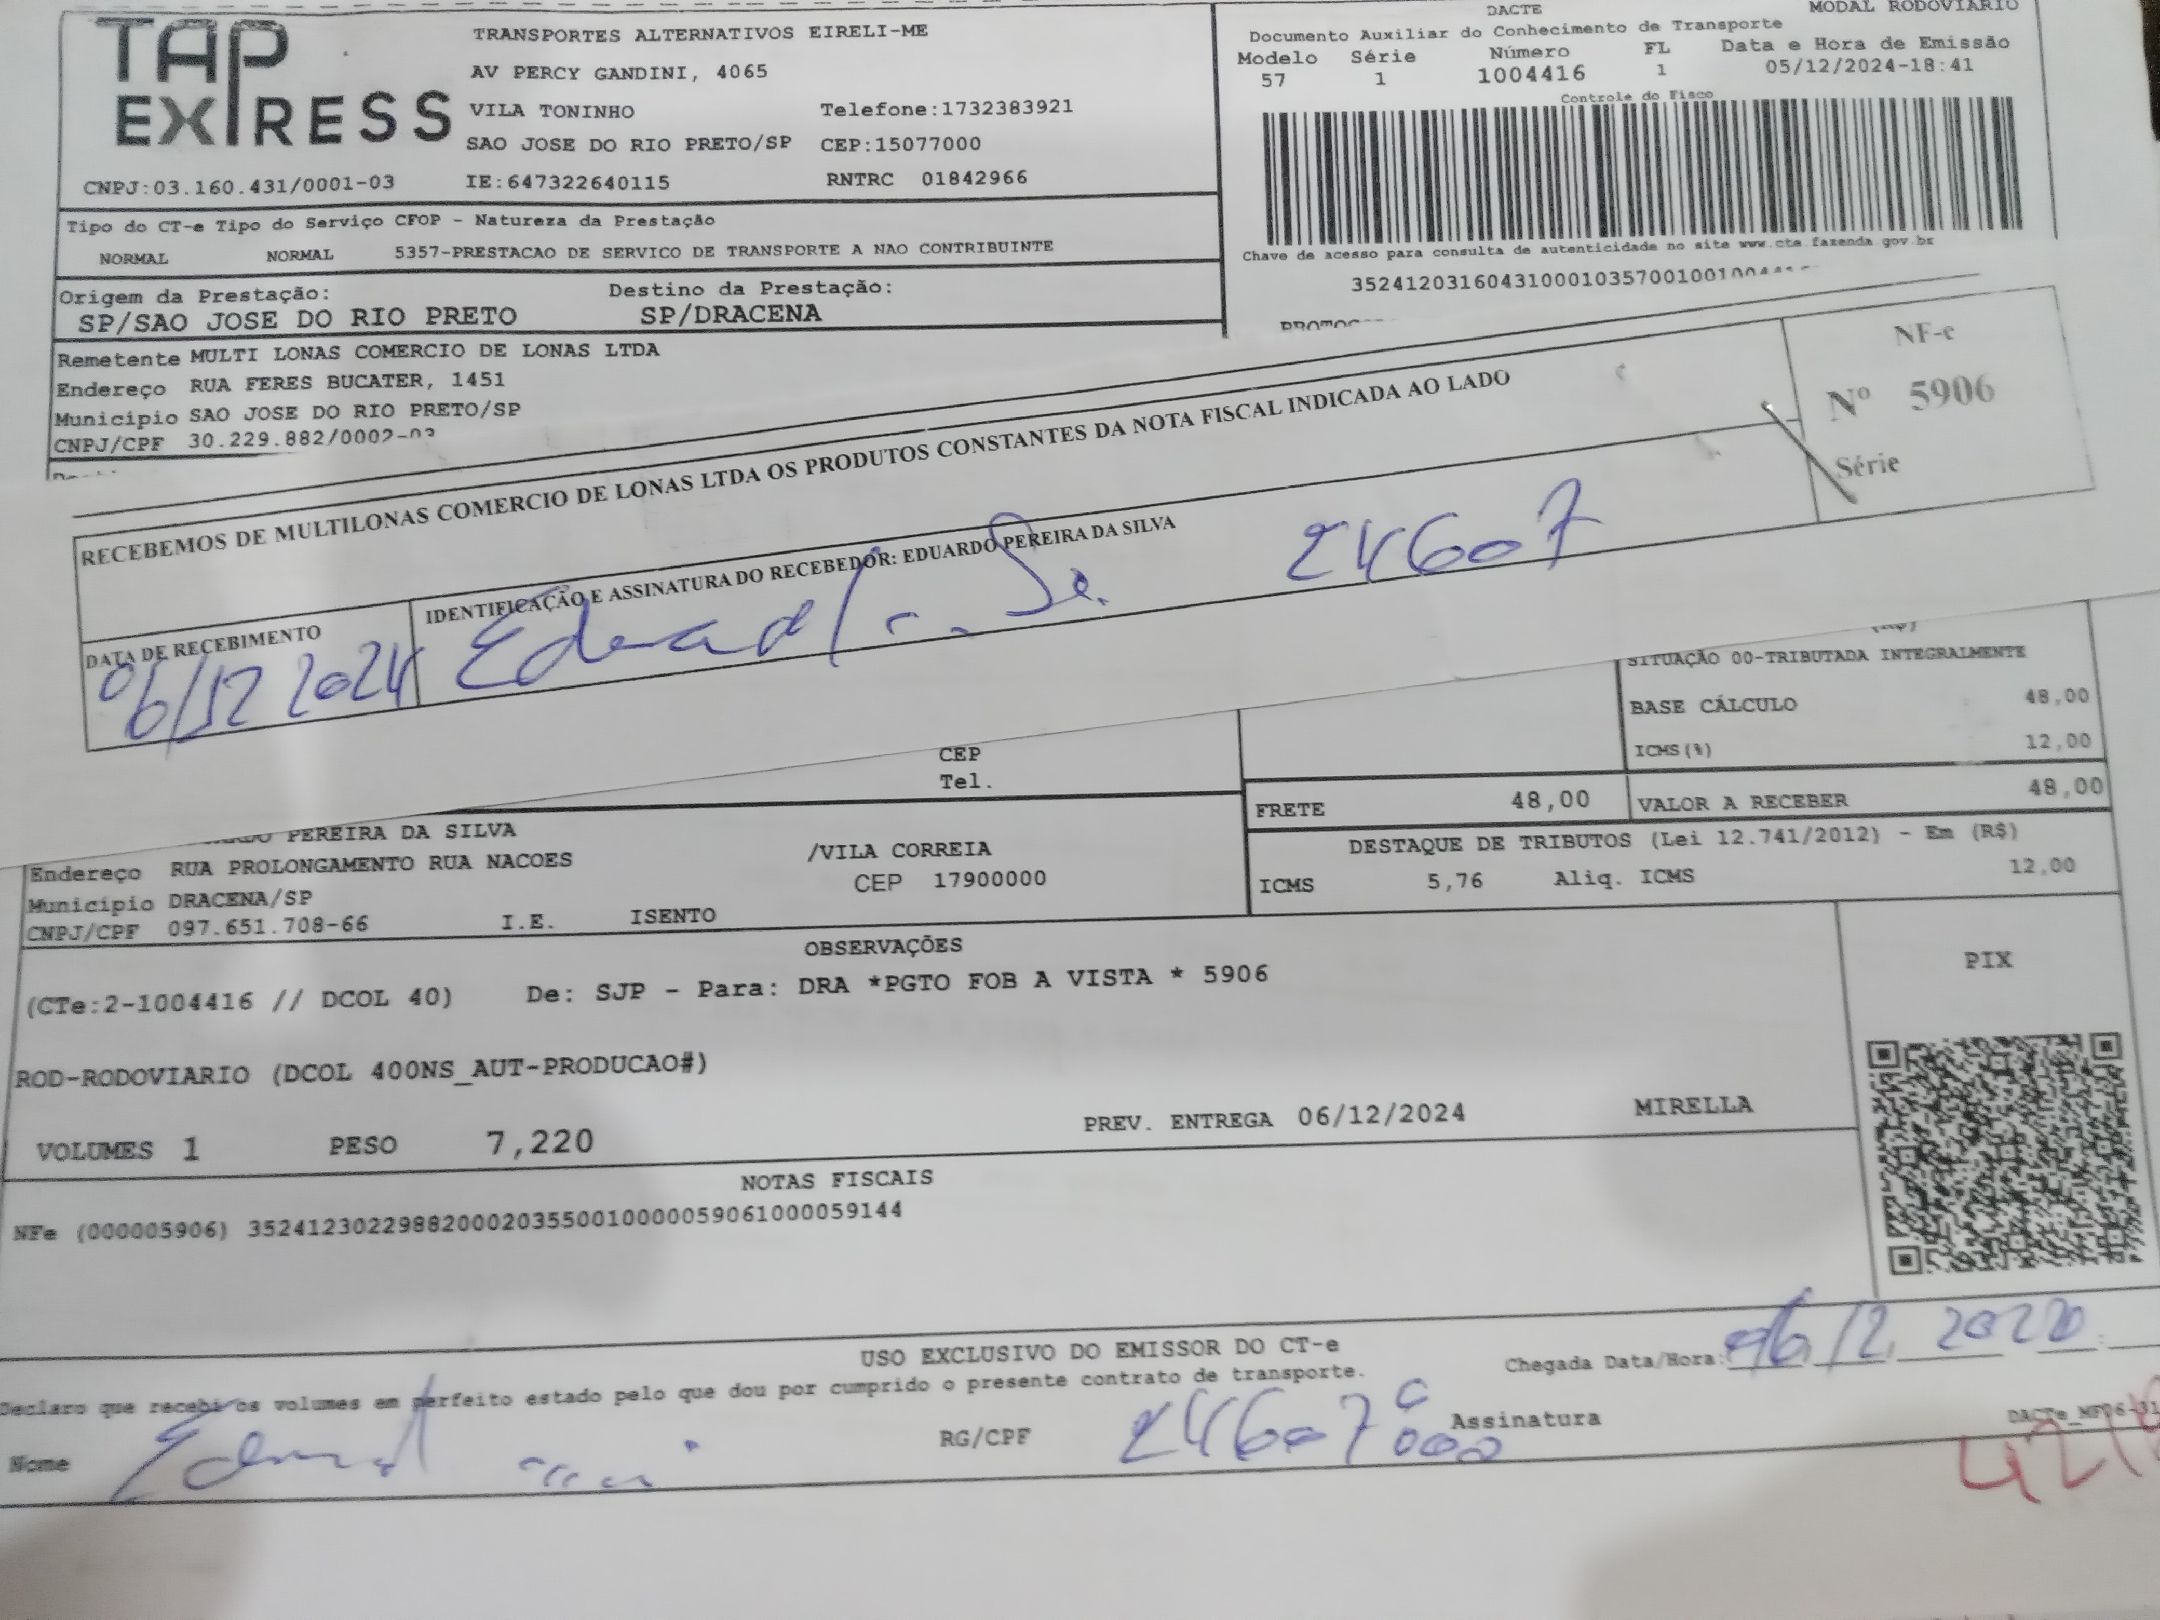 TAP
EXPRESS
TRANSPORTES ALTERNATIVOS EIRELI-ME
AV PERCY GANDINI, 4065
VILA TONINHO Telefone:1732383921
SAO JOSE DO RIO PRETO/SP CEP:15077000
CNPJ:03.160.431/0001-03 IE:647322640115 RNTRC 01842966
DACTE MODAL RODOVIARIO
Documento Auxiliar do Conhecimento de Transporte
Modelo Série Número FL Data e Hora de Emissão
57 1 1004416 1 05/12/2024-18:41
Controle do Fisco
Chave de acesso para consulta de autenticidade no site www.cte.fazenda.gov.br
Tipo do CT-e Tipo do Serviço CFOP - Natureza da Prestação
NORMAL NORMAL 5357-PRESTACAO DE SERVICO DE TRANSPORTE A NAO CONTRIBUINTE
Origem da Prestação: Destino da Prestação:
SP/SAO JOSE DO RIO PRETO SP/DRACENA
Remetente MULTI LONAS COMERCIO DE LONAS LTDA
Endereço RUA FERES BUCATER, 1451
Município SAO JOSE DO RIO PRETO/SP
CNPJ/CPF 30.229.882/0002-03
RECEBEMOS DE MULTILONAS COMERCIO DE LONAS LTDA OS PRODUTOS CONSTANTES DA NOTA FISCAL INDICADA AO LADO
NF-e
Nº 5906
Série
DATA DE RECEBIMENTO
06/12 2024
IDENTIFICAÇÃO E ASSINATURA DO RECEBEDOR: EDUARDO PEREIRA DA SILVA
24607
(R$)
SITUAÇÃO 00-TRIBUTADA INTEGRALMENTE
BASE CÁLCULO 48,00
ICMS(%) 12,00
CEP
Tel.
FRETE 48,00 VALOR A RECEBER 48,00
DESTAQUE DE TRIBUTOS (Lei 12.741/2012) - Em (R$)
ICMS 5,76 Aliq. ICMS 12,00
PEREIRA DA SILVA
Endereço RUA PROLONGAMENTO RUA NACOES /VILA CORREIA
Município DRACENA/SP CEP 17900000
CNPJ/CPF 097.651.708-66 I.E. ISENTO
OBSERVAÇÕES
(CTe:2-1004416 // DCOL 40) De: SJP - Para: DRA *PGTO FOB A VISTA * 5906
ROD-RODOVIARIO (DCOL 400NS_AUT-PRODUCAO#)
VOLUMES 1 PESO 7,220 PREV. ENTREGA 06/12/2024 MIRELLA
PIX
NOTAS FISCAIS
NFe (000005906) 35241230229882000203550010000059061000059144
USO EXCLUSIVO DO EMISSOR DO CT-e
Declaro que recebi os volumes em perfeito estado pelo que dou por cumprido o presente contrato de transporte.
Chegada Data/Hora:
Nome RG/CPF 24607 Assinatura